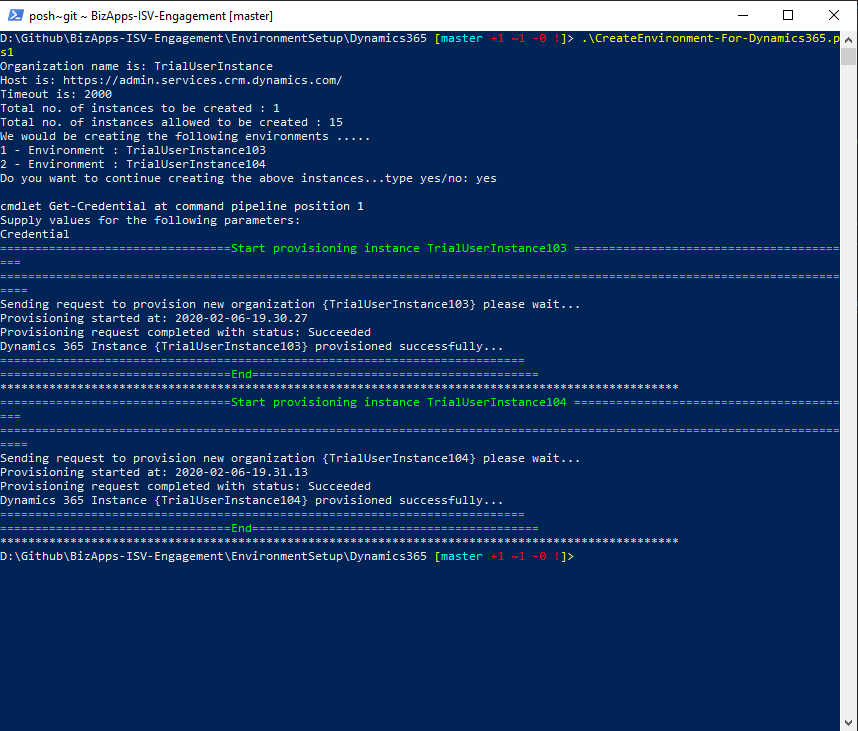 posh~git ~ BizApps-ISV-Engagement [master]
D:\Github\BizApps-ISV-Engagement\EnvironmentSetup\Dynamics365 [master +1 ~1 -0 !]> .\CreateEnvironment-For-Dynamics365.p
s1
Organization name is: TrialUserInstance
Host is: https://admin.services.crm.dynamics.com/
Timeout is: 2000
Total no. of instances to be created : 1
Total no. of instances allowed to be created : 15
We would be creating the following environments .....
1 - Environment : TrialUserInstance103
2 - Environment : TrialUserInstance104
Do you want to continue creating the above instances...type yes/no: yes
cmdlet Get-Credential at command pipeline position 1
Supply values for the following parameters:
Credential
=================================Start provisioning instance TrialUserInstance103 ======================================
===
========================================================================================================================
====
Sending request to provision new organization {TrialUserInstance103} please wait...
Provisioning started at: 2020-02-06-19.30.27
Provisioning request completed with status: Succeeded
Dynamics 365 Instance {TrialUserInstance103} provisioned successfully...
===========================================================================
=================================End=========================================
*************************************************************************************************
=================================Start provisioning instance TrialUserInstance104 ======================================
===
========================================================================================================================
====
Sending request to provision new organization {TrialUserInstance104} please wait...
Provisioning started at: 2020-02-06-19.31.13
Provisioning request completed with status: Succeeded
Dynamics 365 Instance {TrialUserInstance104} provisioned successfully...
===========================================================================
=================================End=========================================
*************************************************************************************************
D:\Github\BizApps-ISV-Engagement\EnvironmentSetup\Dynamics365 [master +1 ~1 -0 !]>